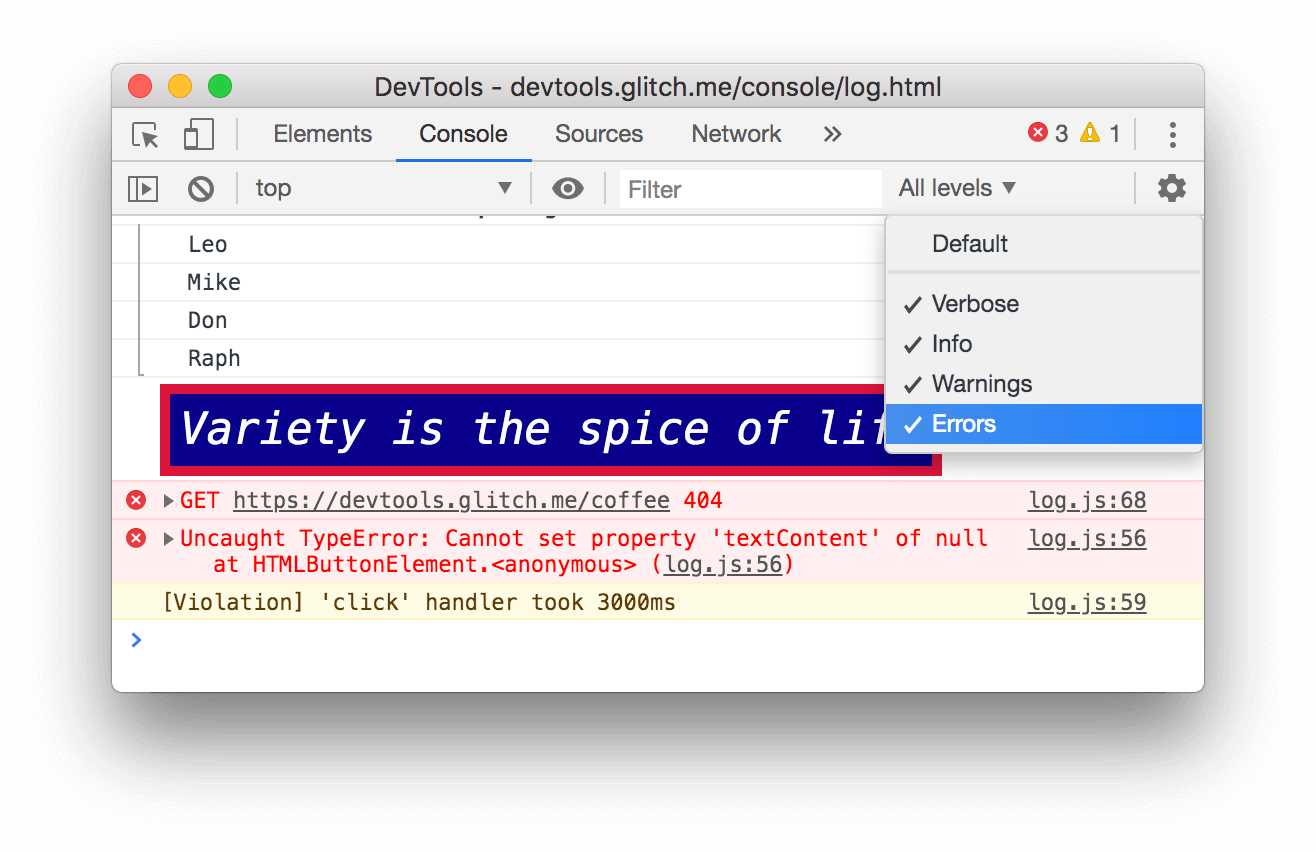 DevTools - devtools.glitch.me/console/log.html
Elements Console Sources Network » 3 1
top Filter All levels
Default
Verbose
Info
Warnings
Errors
Leo
Mike
Don
Raph
Variety is the spice of lif
GET https://devtools.glitch.me/coffee 404 log.js:68
Uncaught TypeError: Cannot set property 'textContent' of null log.js:56
at HTMLButtonElement.<anonymous> (log.js:56)
[Violation] 'click' handler took 3000ms log.js:59
>